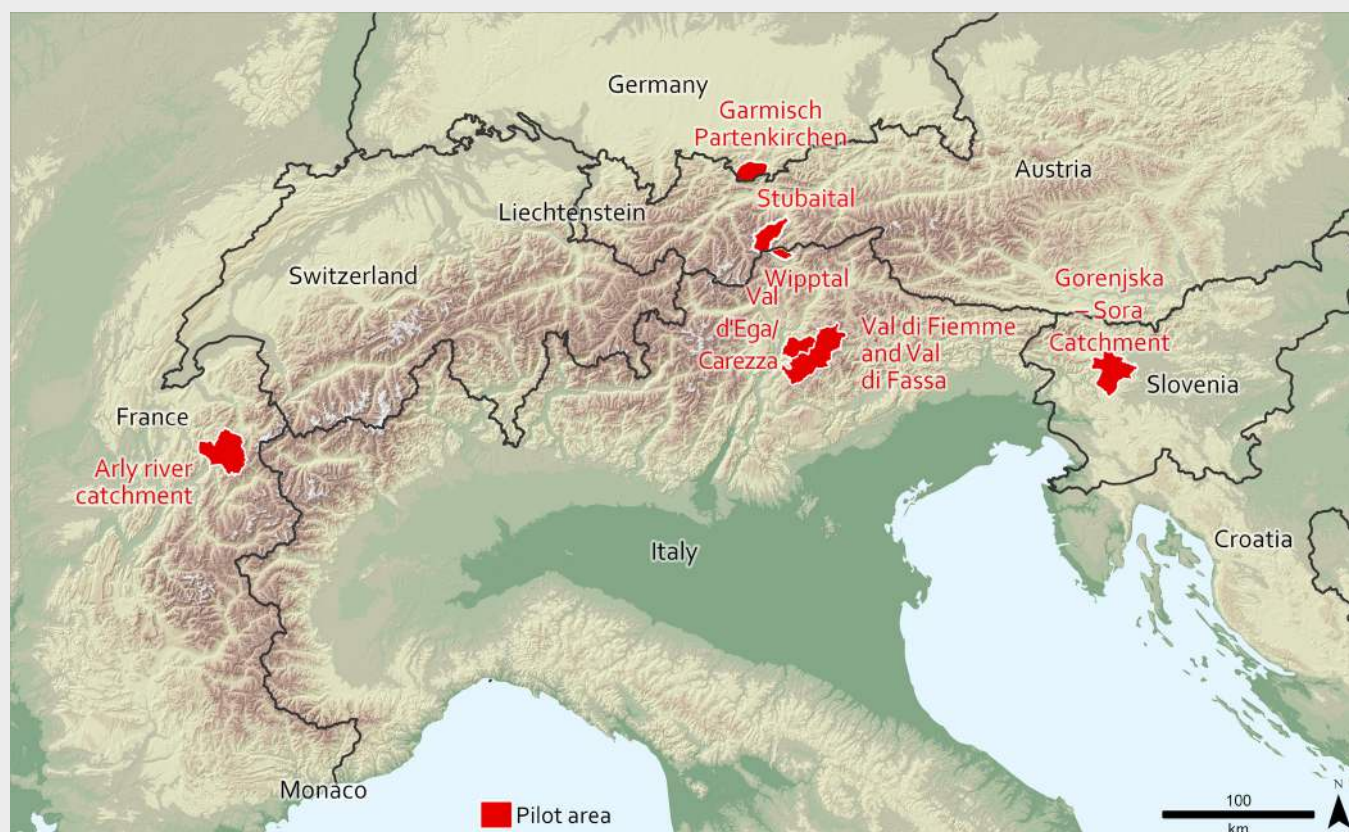 Germany
Garmisch
Partenkirchen
Austria
Stubaital
Liechtenstein
Switzerland
Wipptal
Val
d'Ega/
Carezza
Val di Fiemme
and Val
di Fassa
Gorenjska
– Sora
Catchment
Slovenia
France
Arly river
catchment
Italy
Croatia
Monaco
Pilot area
100
km
N